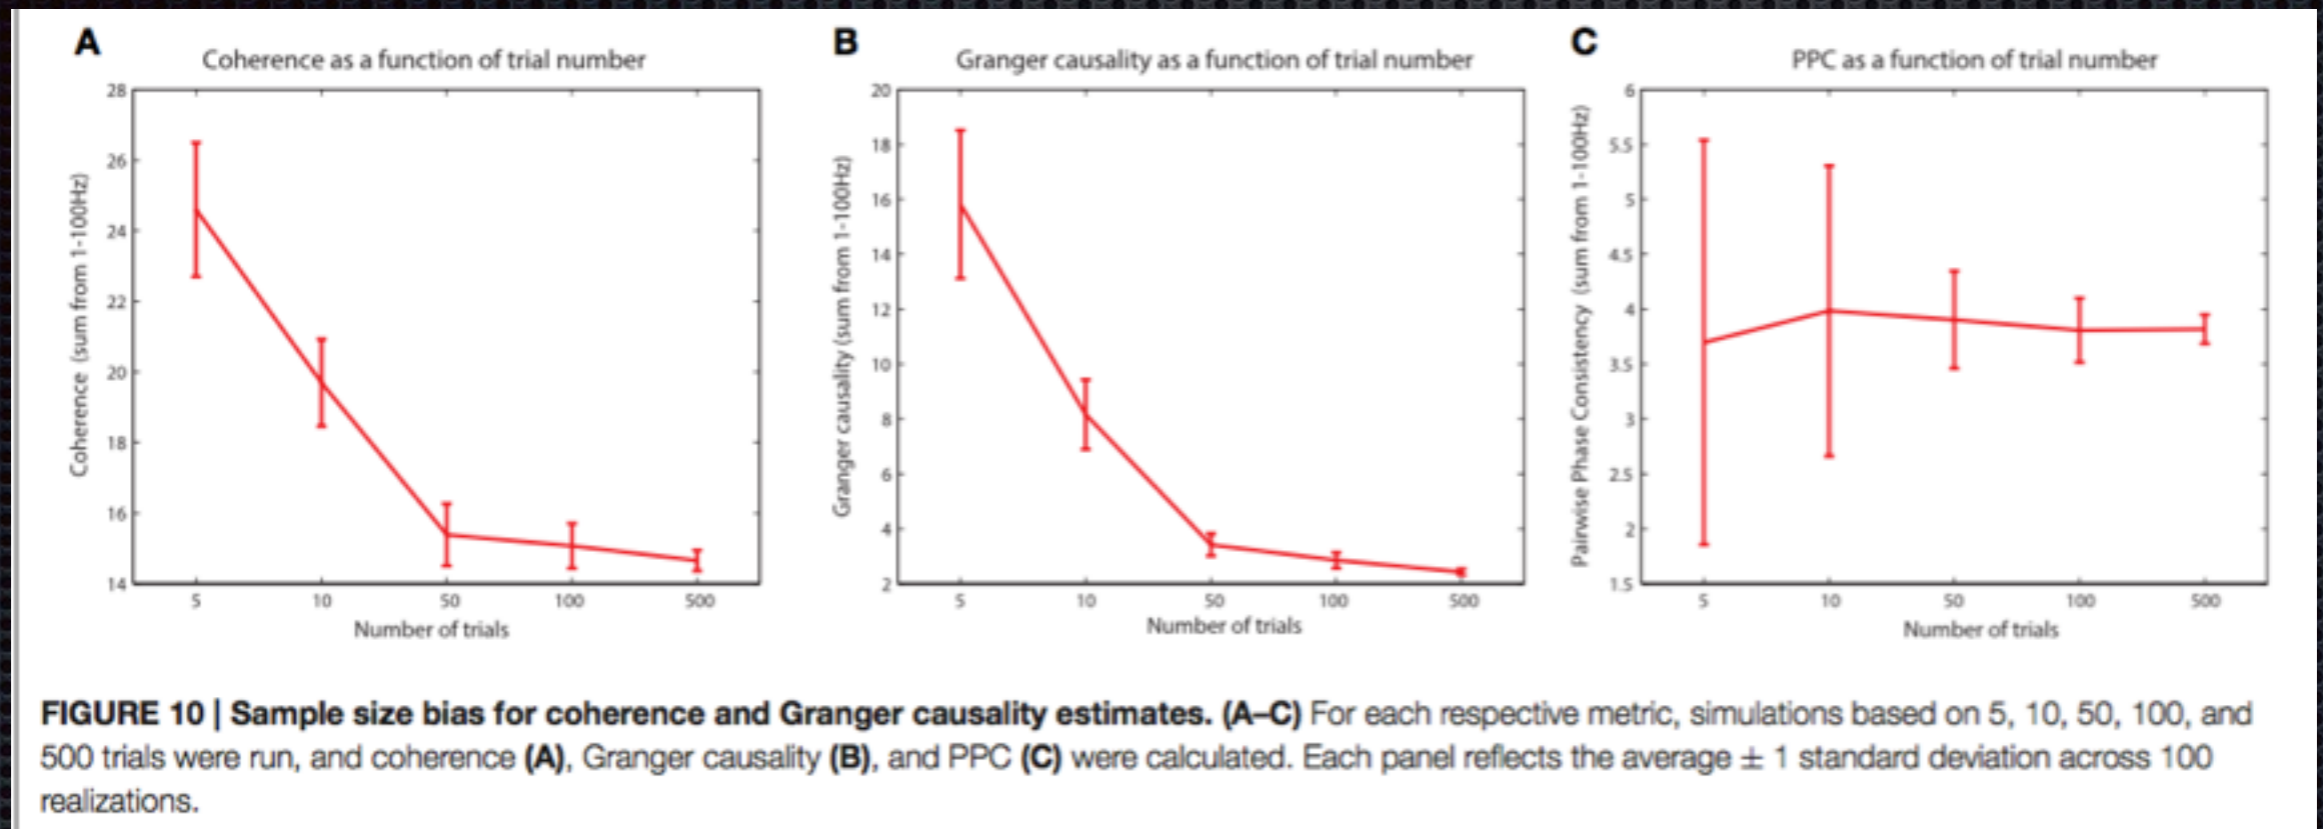 A
Coherence as a function of trial number
28
26
24
22
20
18
16
14
Coherence (sum from 1-100Hz)
5 10 50 100 500
Number of trials
B
Granger causality as a function of trial number
20
18
16
14
12
10
8
6
4
2
Granger causality (sum from 1-100Hz)
5 10 50 100 500
Number of trials
C
PPC as a function of trial number
6
5.5
5
4.5
4
3.5
3
2.5
2
1.5
Pairwise Phase Consistency (sum from 1-100Hz)
5 10 50 100 500
Number of trials
FIGURE 10 | Sample size bias for coherence and Granger causality estimates. (A–C) For each respective metric, simulations based on 5, 10, 50, 100, and
500 trials were run, and coherence (A), Granger causality (B), and PPC (C) were calculated. Each panel reflects the average ± 1 standard deviation across 100
realizations.